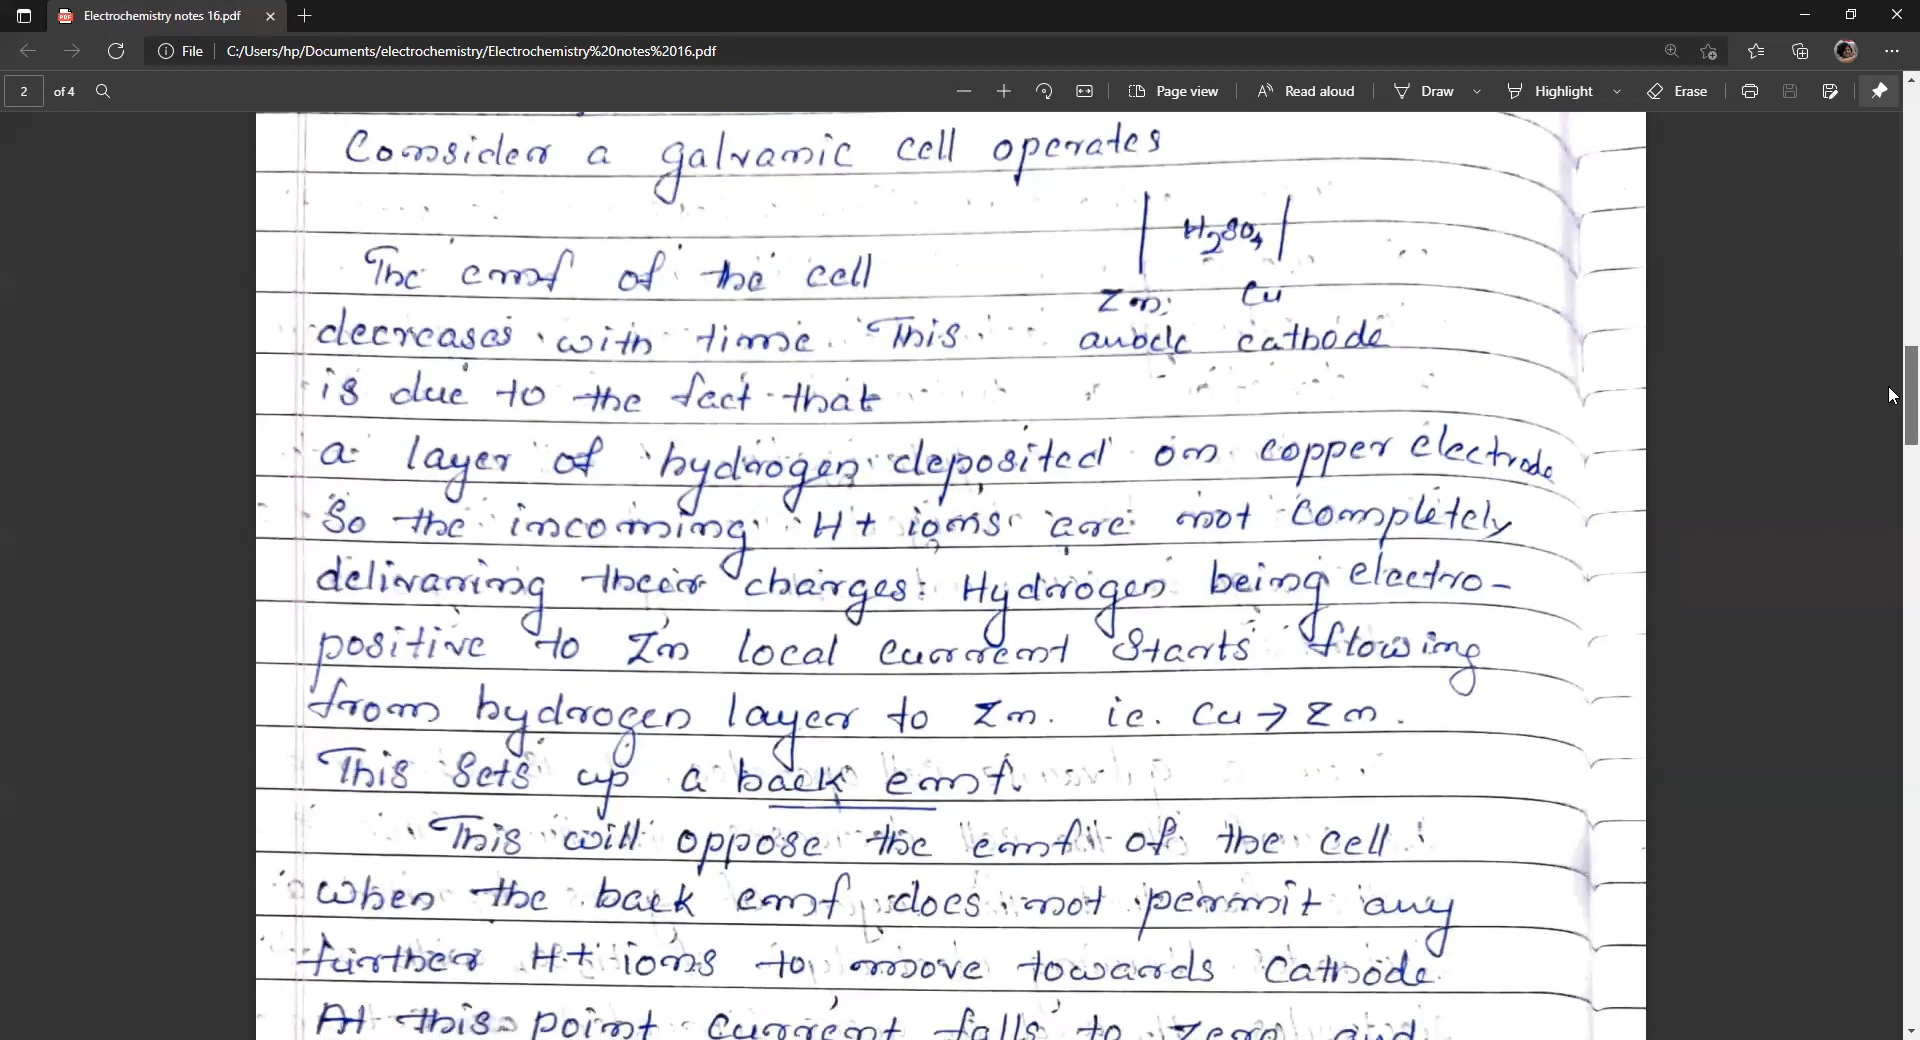 Electrochemistry notes 16.pdf
File
C:/Users/hp/Documents/electrochemistry/Electrochemistry%20notes%2016.pdf
2 of 4
Page view
Read aloud
Draw
Highlight
Erase
Consider a galvanic cell operates
H2SO4
The emf of the cell
Zn Cu
decreases with time. This
anode cathode
is due to the fact that
a layer of hydrogen deposited on copper electrode
So the incoming H+ ions are not completely
delivaring their charges. Hydrogen being electro-
positive to Zn local current starts flowing
from hydrogen layer to Zn. ie. Cu → Zn.
This sets up a back emf.
This will oppose the emf of the cell
when the back emf does not permit any
further H+ ions to move towards Cathode
At this point current falls to zero and